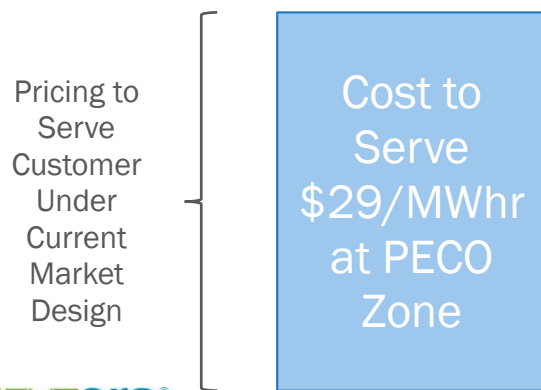 Pricing to
Serve
Customer
Under
Current
Market
Design
Cost to
Serve
$29/MWhr
at PECO
Zone